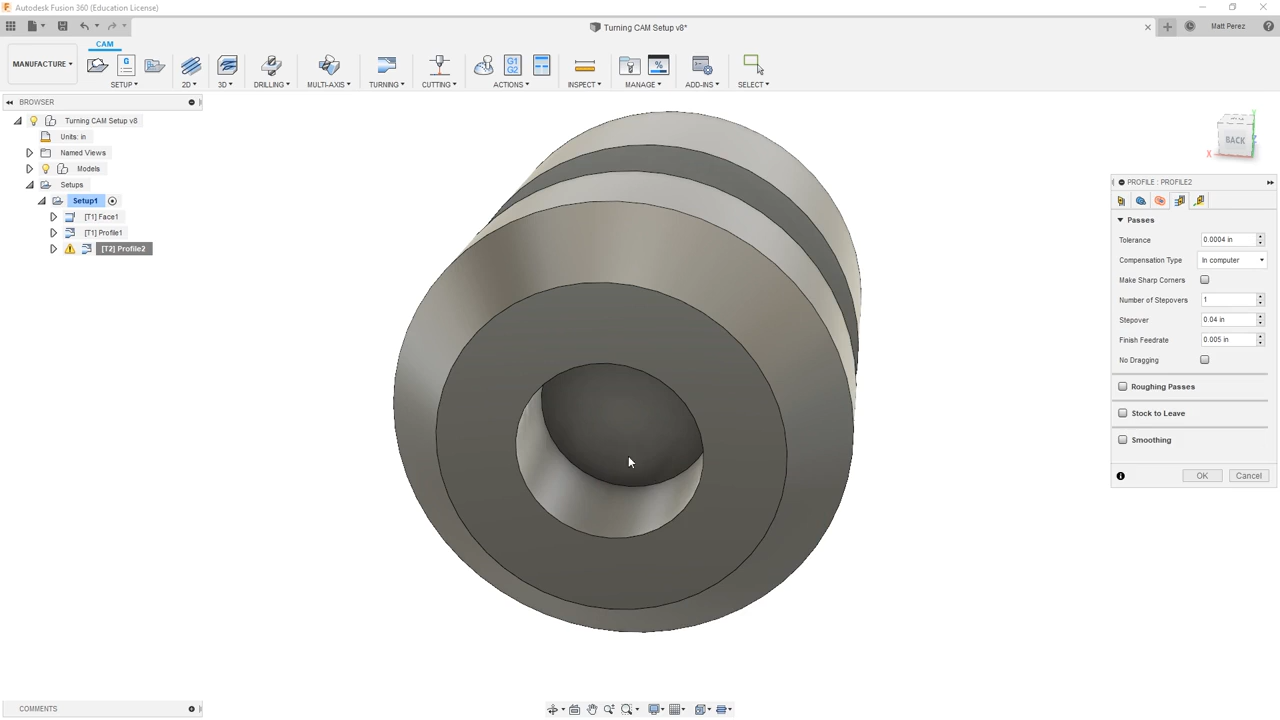 Autodesk Fusion 360 (Education License)
Turning CAM Setup v8*
Matt Perez
CAM
MANUFACTURE
SETUP
2D
3D
DRILLING
MULTI-AXIS
TURNING
CUTTING
G1
G2
ACTIONS
INSPECT
MANAGE
ADD-INS
SELECT
BROWSER
Turning CAM Setup v8
Units: in
Named Views
Models
Setups
Setup1
[T1] Face1
[T1] Profile1
[T2] Profile2
BACK
X
PROFILE : PROFILE2
Passes
Tolerance 0.0004 in
Compensation Type In computer
Make Sharp Corners
Number of Stepovers 1
Stepover 0.04 in
Finish Feedrate 0.005 in
No Dragging
Roughing Passes
Stock to Leave
Smoothing
OK Cancel
COMMENTS